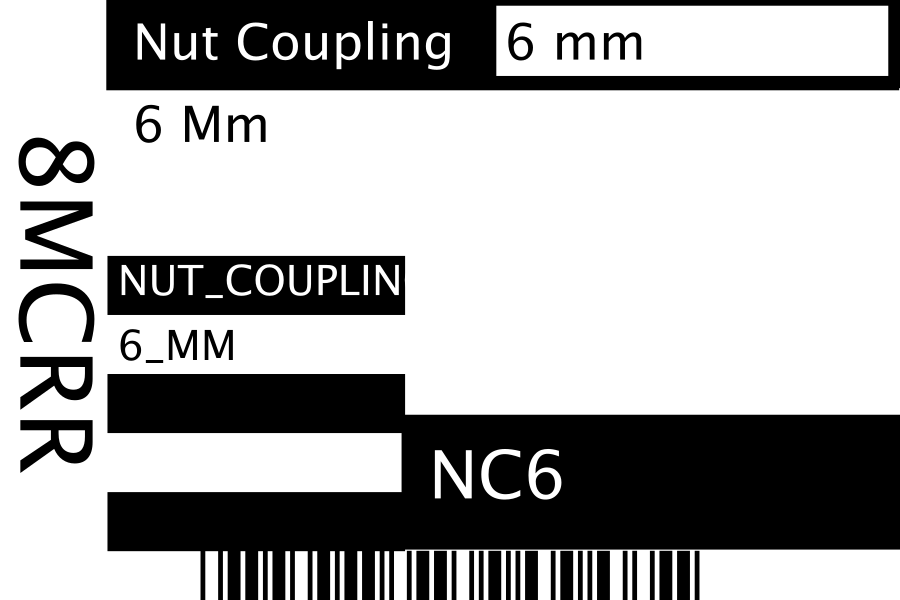 Nut Coupling
6 mm
6 Mm
8MCRR
NUT_COUPLIN
6_MM
NC6